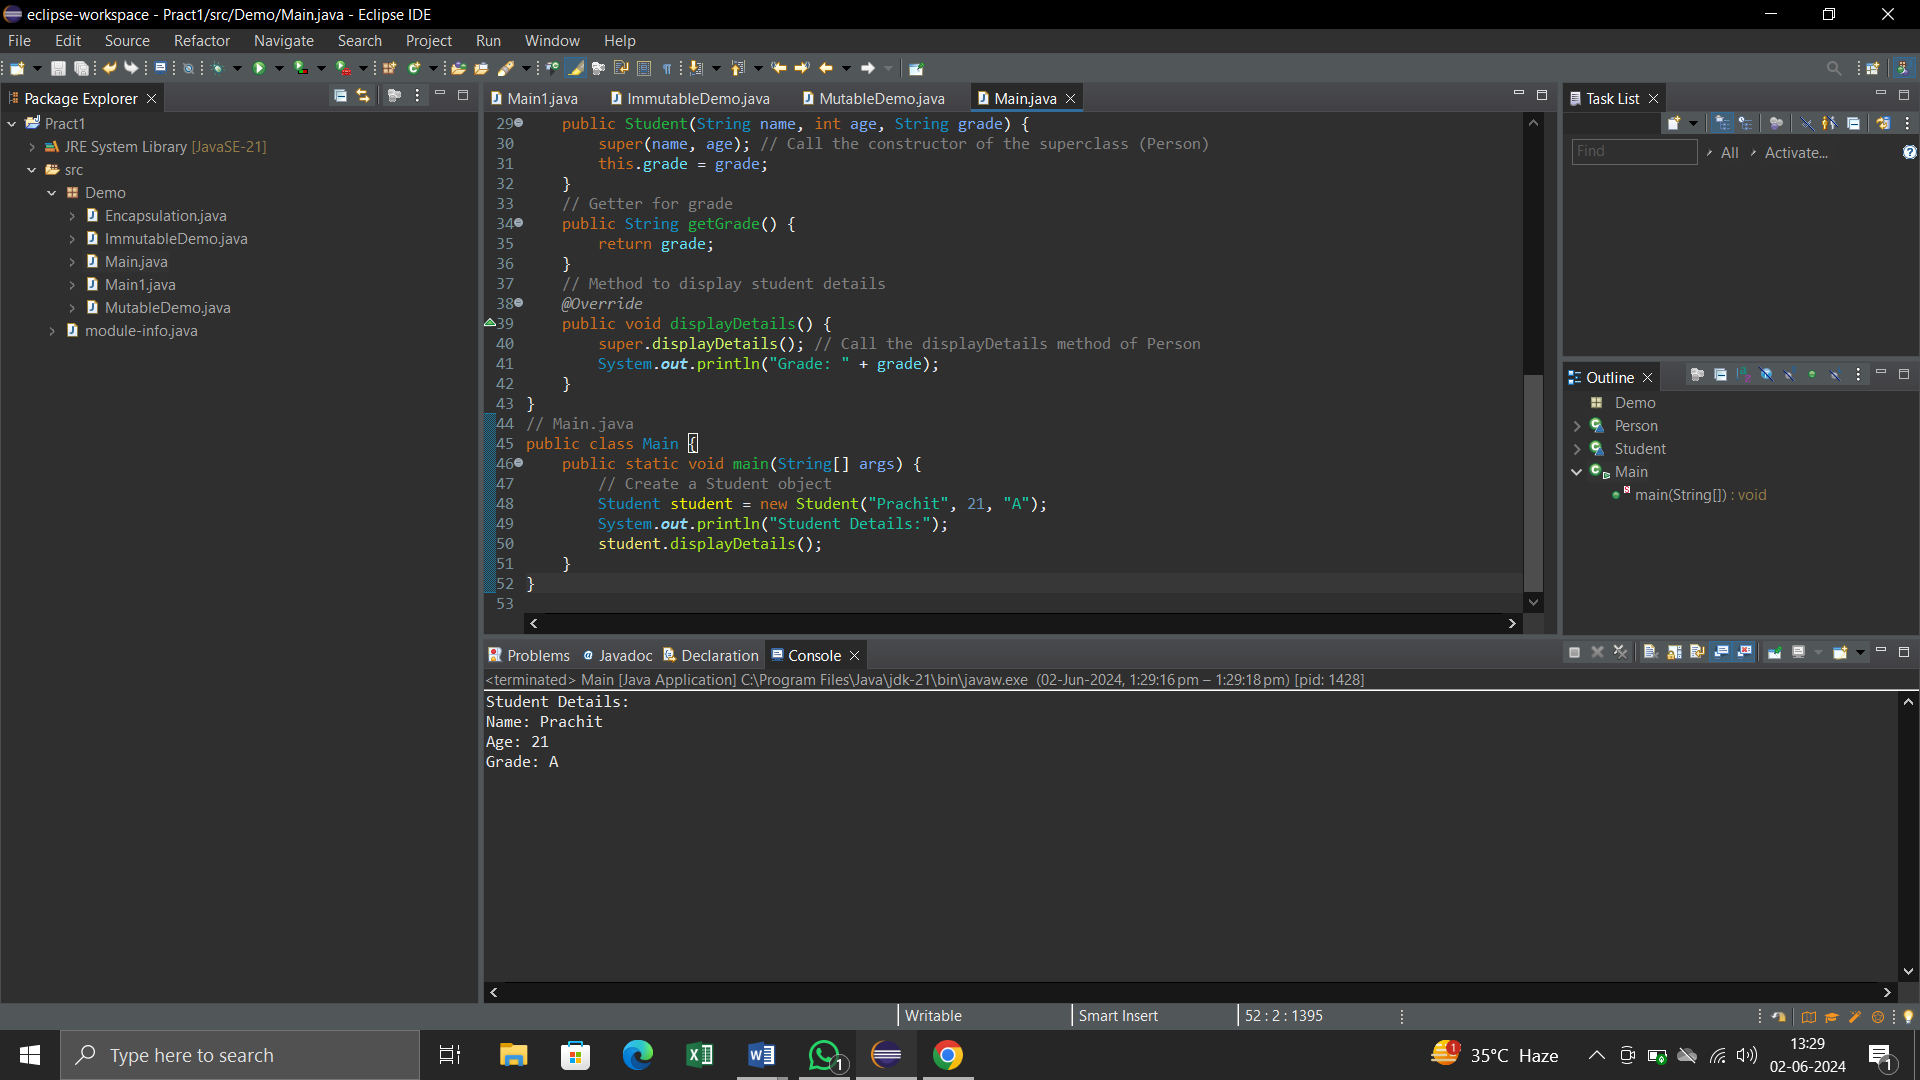 eclipse-workspace - Pract1/src/Demo/Main.java - Eclipse IDE
File Edit Source Refactor Navigate Search Project Run Window Help
Package Explorer
Pract1
JRE System Library [JavaSE-21]
src
Demo
Encapsulation.java
ImmutableDemo.java
Main.java
Main1.java
MutableDemo.java
module-info.java
Main1.java ImmutableDemo.java MutableDemo.java Main.java
29 public Student(String name, int age, String grade) {
30 super(name, age); // Call the constructor of the superclass (Person)
31 this.grade = grade;
32 }
33 // Getter for grade
34 public String getGrade() {
35 return grade;
36 }
37 // Method to display student details
38 @Override
39 public void displayDetails() {
40 super.displayDetails(); // Call the displayDetails method of Person
41 System.out.println("Grade: " + grade);
42 }
43 }
44 // Main.java
45 public class Main {
46 public static void main(String[] args) {
47 // Create a Student object
48 Student student = new Student("Prachit", 21, "A");
49 System.out.println("Student Details:");
50 student.displayDetails();
51 }
52 }
53
Task List
Find All Activate...
Outline
Demo
Person
Student
Main
main(String[]) : void
Problems Javadoc Declaration Console
<terminated> Main [Java Application] C:\Program Files\Java\jdk-21\bin\javaw.exe (02-Jun-2024, 1:29:16 pm – 1:29:18 pm) [pid: 1428]
Student Details:
Name: Prachit
Age: 21
Grade: A
Writable Smart Insert 52 : 2 : 1395
Type here to search
1
1
35°C Haze
13:29
02-06-2024
1